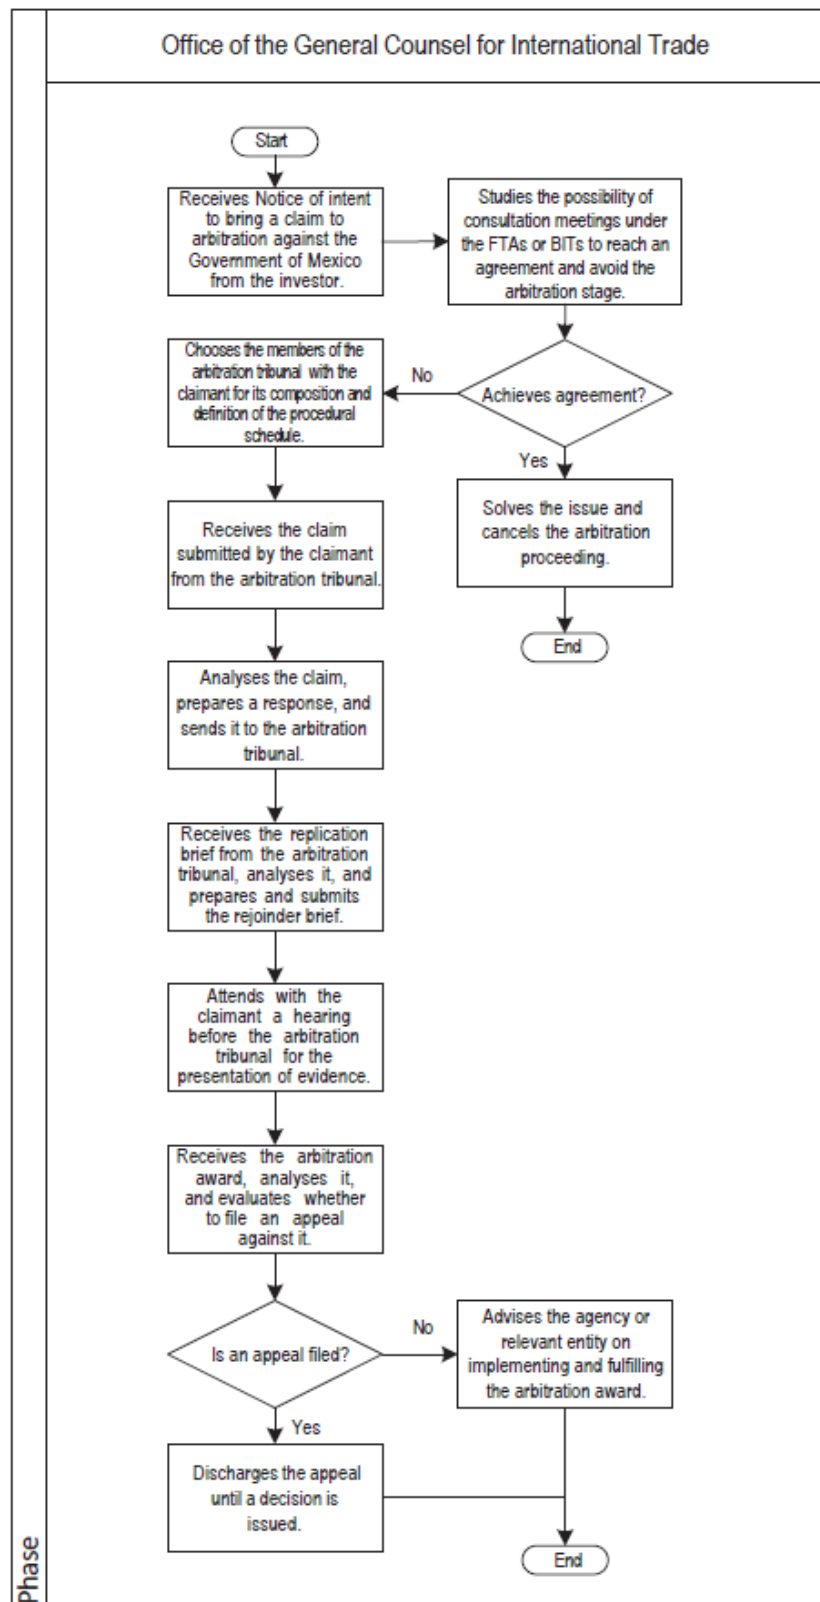 Office of the General Counsel for International Trade
Start
Receives Notice of intent
to bring a claim to
arbitration against the
Government of Mexico
from the investor.
Studies the possibility of
consultation meetings under
the FTAs or BITs to reach an
agreement and avoid the
arbitration stage.
Achieves agreement?
No
Yes
Chooses the members of the
arbitration tribunal with the
claimant for its composition and
definition of the procedural
schedule.
Solves the issue and
cancels the arbitration
proceeding.
End
Receives the claim
submitted by the claimant
from the arbitration tribunal.
Analyses the claim,
prepares a response, and
sends it to the arbitration
tribunal.
Receives the replication
brief from the arbitration
tribunal, analyses it, and
prepares and submits
the rejoinder brief.
Attends with the
claimant a hearing
before the arbitration
tribunal for the
presentation of evidence.
Receives the arbitration
award, analyses it,
and evaluates whether
to file an appeal
against it.
Is an appeal filed?
No
Advises the agency or
relevant entity on
implementing and fulfilling
the arbitration award.
Yes
Discharges the appeal
until a decision is
issued.
End
Phase